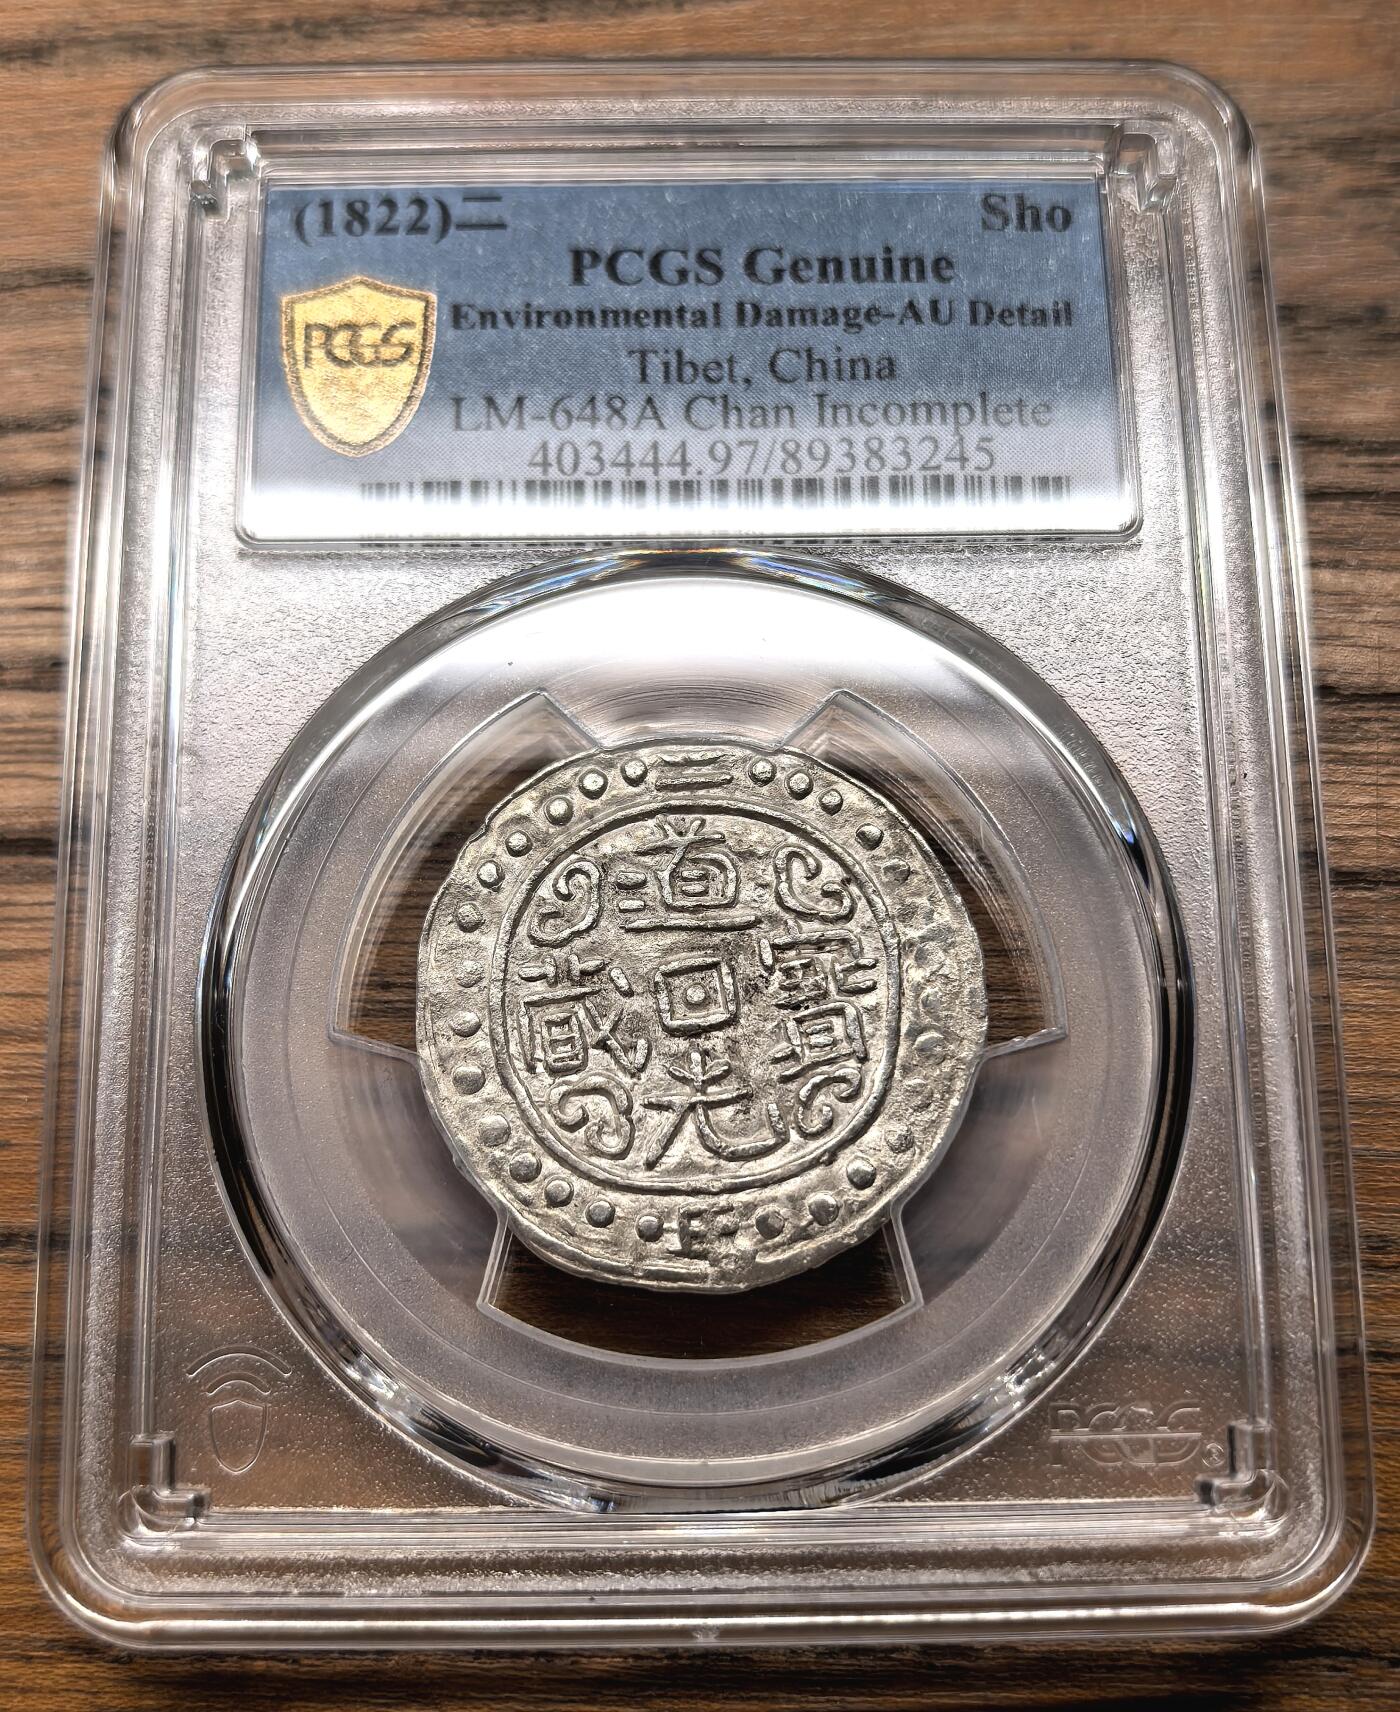 (1822)二 Sho
PCGS Genuine
PCGS
Environmental Damage-AU Detail
Tibet, China
LM-648A Chan Incomplete
403444.97/89383245
二
道
藏 寶
光
年
PCGS